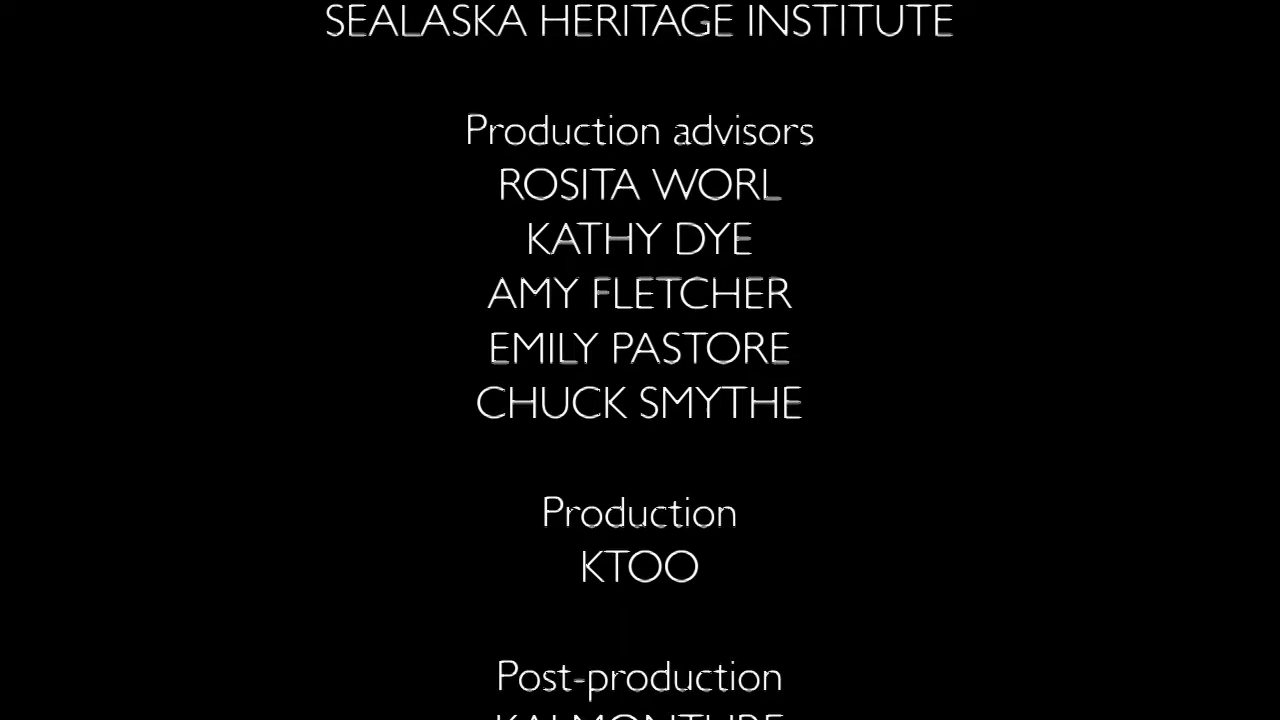 SEALASKA HERITAGE INSTITUTE
Production advisors
ROSITA WORL
KATHY DYE
AMY FLETCHER
EMILY PASTORE
CHUCK SMYTHE
Production
KTOO
Post-production